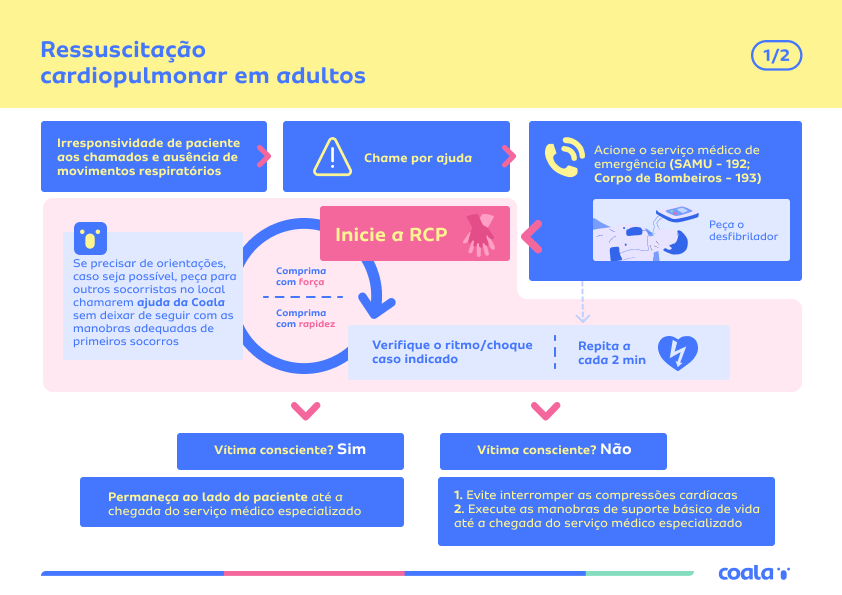 Ressuscitação
cardiopulmonar em adultos
1/2
Irresponsividade de paciente
aos chamados e ausência de
movimentos respiratórios
Chame por ajuda
Acione o serviço médico de
emergência (SAMU – 192;
Corpo de Bombeiros – 193)
Peça o
desfibrilador
Inicie a RCP
Se precisar de orientações,
caso seja possível, peça para
outros socorristas no local
chamarem ajuda da Coala
sem deixar de seguir com as
manobras adequadas de
primeiros socorros
Comprima
com força
Comprima
com rapidez
Verifique o ritmo/choque
caso indicado
Repita a
cada 2 min
Vítima consciente? Sim
Permaneça ao lado do paciente até a
chegada do serviço médico especializado
Vítima consciente? Não
1. Evite interromper as compressões cardíacas
2. Execute as manobras de suporte básico de vida
até a chegada do serviço médico especializado
coala